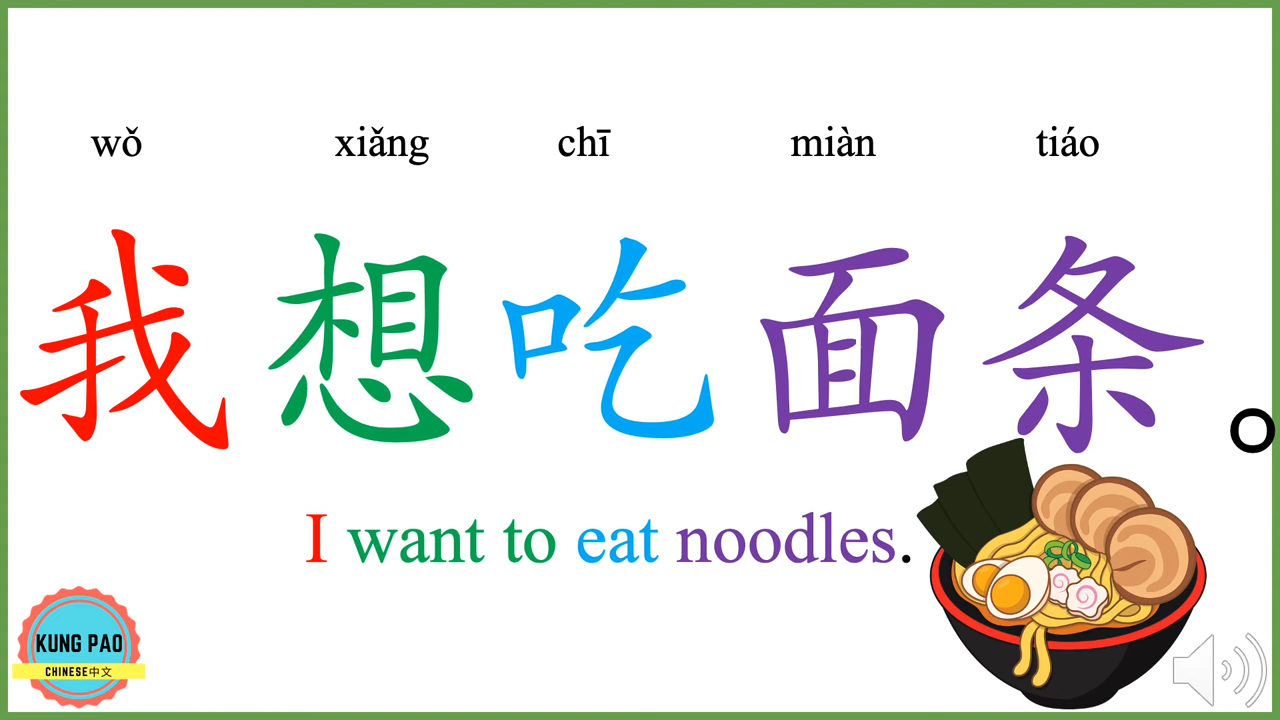 wǒ xiǎng chī miàn tiáo
我想吃面条。
I want to eat noodles.
KUNG PAO
CHINESE中文